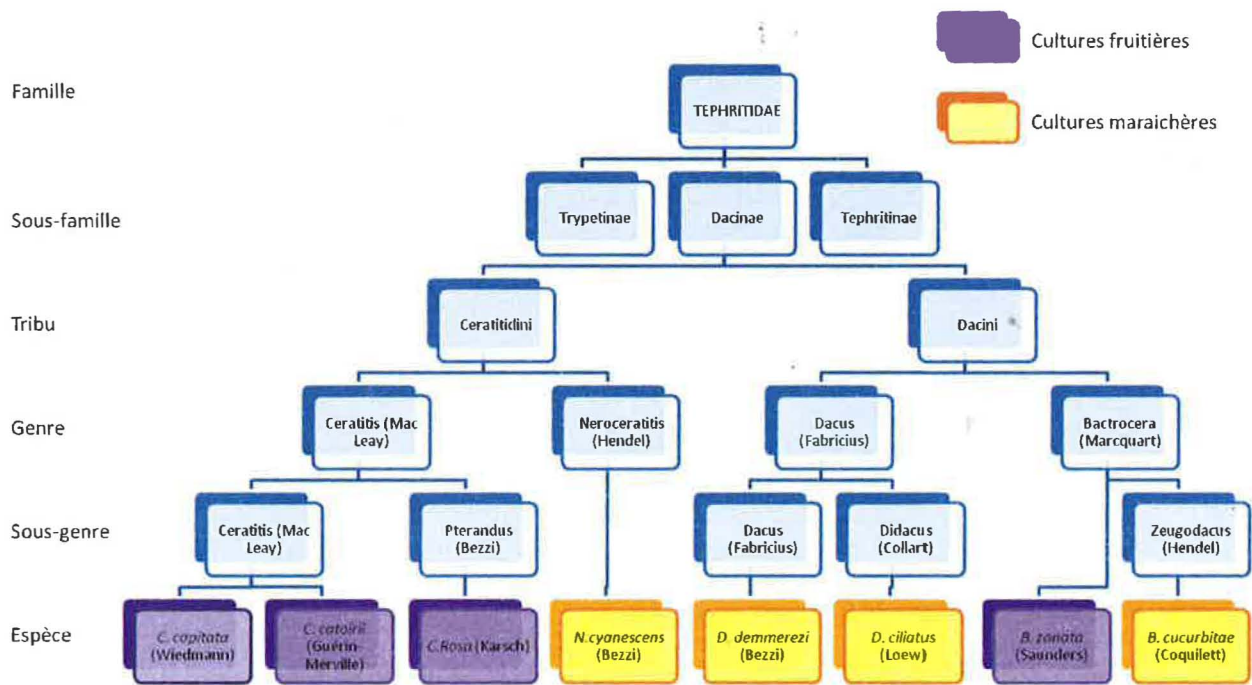 Cultures fruitières
Famille
TEPHRITIDAE
Cultures maraichères
Sous-famille
Trypetinae
Dacinae
Tephritinae
Tribu
Ceratitidini
Dacini
Genre
Ceratitis (Mac
Leay)
Neroceratitis
(Hendel)
Dacus
(Fabricius)
Bactrocera
(Marcquart)
Sous-genre
Ceratitis (Mac
Leay)
Pterandus
(Bezzi)
Dacus
(Fabricius)
Didacus
(Collart)
Zeugodacus
(Hendel)
Espèce
C. capitata
(Wiedmann)
C. catoirii
(Guérin-
Merville)
C.Rosa (Karsch)
N.cyanescens
(Bezzi)
D. demmerezi
(Bezzi)
D. ciliatus
(Loew)
B. zonata
(Saunders)
B. cucurbitae
(Coquilett)